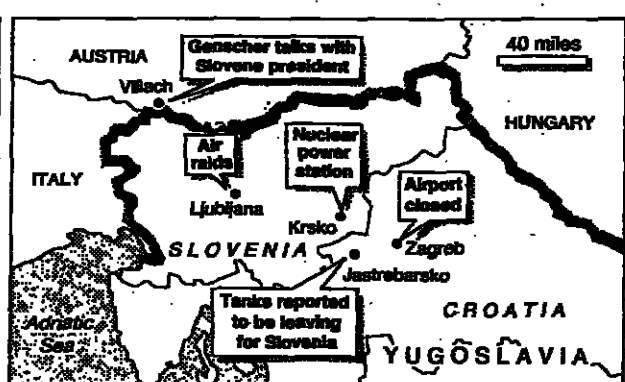 AUSTRIA
Genscher talks with
Slovene president
40 miles
Villach
HUNGARY
Air
raids
Nuclear
power
station
ITALY
Airport
closed
Ljubljana
Krsko
Zagreb
SLOVENIA
Jastrebarsko
Tanks reported
to be leaving
for Slovenia
CROATIA
Adriatic
Sea
YUGOSLAVIA